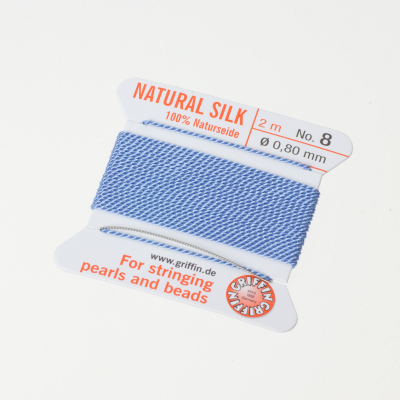 NATURAL SILK
100% Naturseide
2 m No. 8
Ø 0,80 mm
www.griffin.de
For stringing
pearls and beads
GRIFFIN GRIFFIN